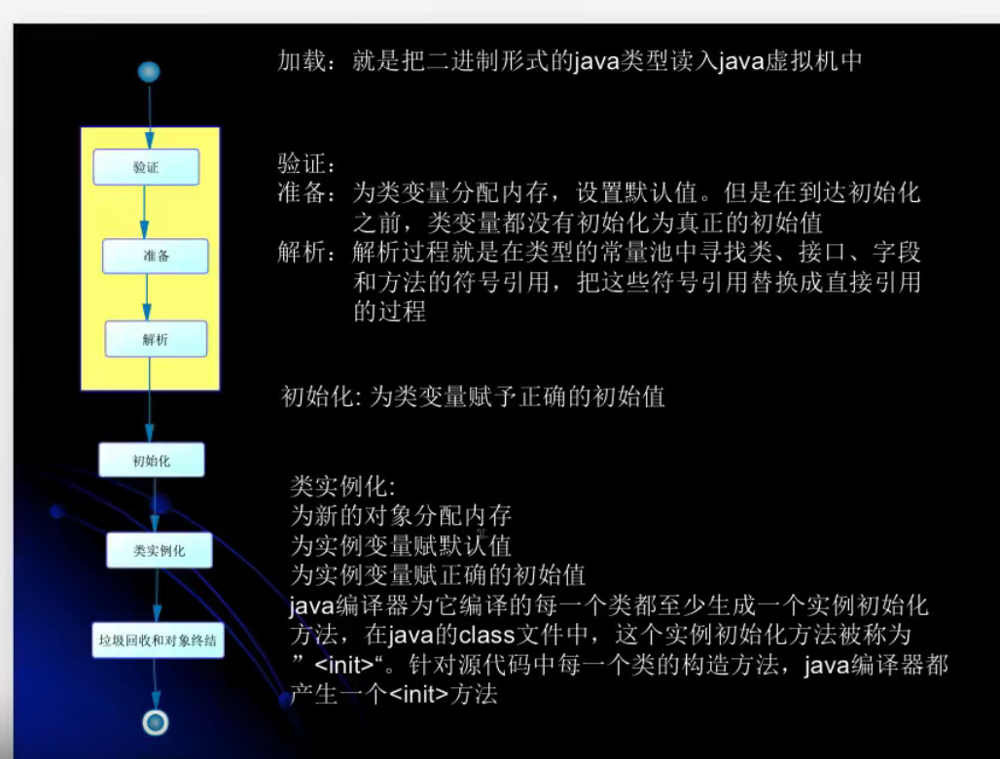 加载：就是把二进制形式的java类型读入java虚拟机中
验证：
准备：为类变量分配内存，设置默认值。但是在到达初始化
之前，类变量都没有初始化为真正的初始值
解析：解析过程就是在类型的常量池中寻找类、接口、字段
和方法的符号引用，把这些符号引用替换成直接引用
的过程
初始化: 为类变量赋予正确的初始值
类实例化:
为新的对象分配内存
为实例变量赋默认值
为实例变量赋正确的初始值
java编译器为它编译的每一个类都至少生成一个实例初始化
方法，在java的class文件中，这个实例初始化方法被称为
”<init>“。针对源代码中每一个类的构造方法，java编译器都
产生一个<init>方法
验证
准备
解析
初始化
类实例化
垃圾回收和对象终结